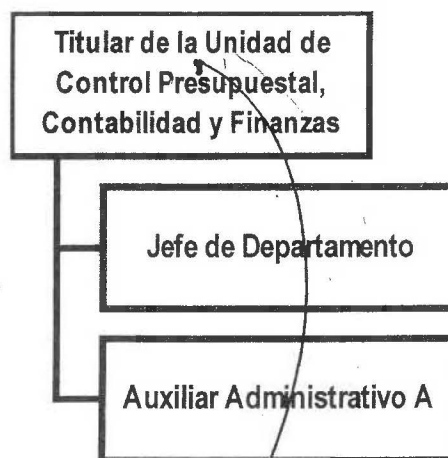 Titular de la Unidad de
Control Presupuestal,
Contabilidad y Finanzas
Jefe de Departamento
Auxiliar Administrativo A